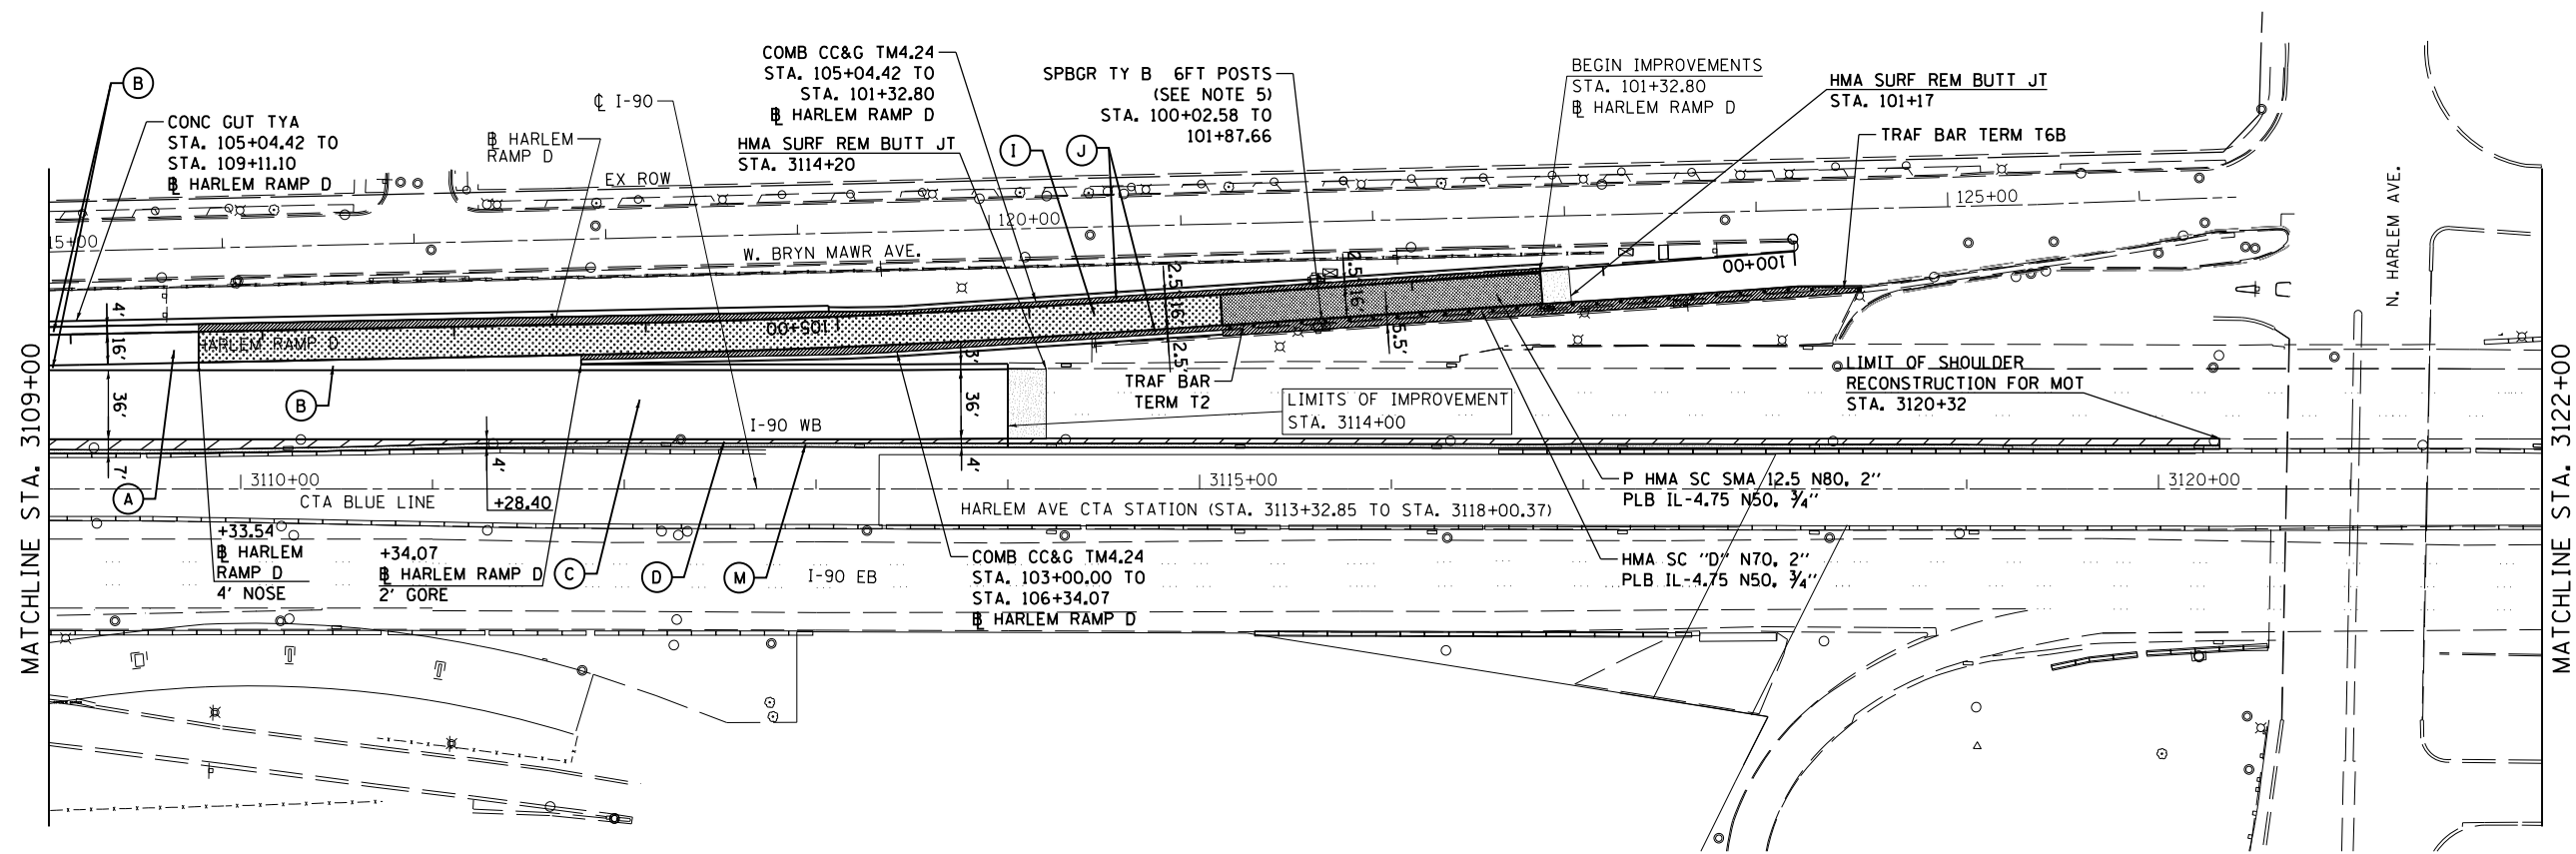 B
CONC GUT TYA
STA. 105+04.42 TO
STA. 109+11.10
℄ HARLEM RAMP D
℄ HARLEM
RAMP D
℄ I-90
COMB CC&G TM4.24
STA. 105+04.42 TO
STA. 101+32.80
℄ HARLEM RAMP D
HMA SURF REM BUTT JT
STA. 3114+20
I
J
SPBGR TY B 6FT POSTS
(SEE NOTE 5)
STA. 100+02.58 TO
101+87.66
BEGIN IMPROVEMENTS
STA. 101+32.80
℄ HARLEM RAMP D
HMA SURF REM BUTT JT
STA. 101+17
TRAF BAR TERM T6B
EX ROW
15+00
120+00
125+00
W. BRYN MAWR AVE.
N. HARLEM AVE.
100+00
105+00
4'
16'
36'
7'
HARLEM RAMP D
2.5'
16'
2.5'
3'
36'
4'
2.5'
16'
5.5'
B
TRAF BAR
TERM T2
LIMITS OF IMPROVEMENT
STA. 3114+00
LIMIT OF SHOULDER
RECONSTRUCTION FOR MOT
STA. 3120+32
I-90 WB
MATCHLINE STA. 3109+00
MATCHLINE STA. 3122+00
A
3110+00
CTA BLUE LINE
4'
+28.40
3115+00
3120+00
HARLEM AVE CTA STATION (STA. 3113+32.85 TO STA. 3118+00.37)
P HMA SC SMA 12.5 N80, 2"
PLB IL-4.75 N50, ¾"
+33.54
℄ HARLEM
RAMP D
4' NOSE
+34.07
℄ HARLEM RAMP D
2' GORE
C
D
M
I-90 EB
COMB CC&G TM4.24
STA. 103+00.00 TO
STA. 106+34.07
℄ HARLEM RAMP D
HMA SC "D" N70, 2"
PLB IL-4.75 N50, ¾"